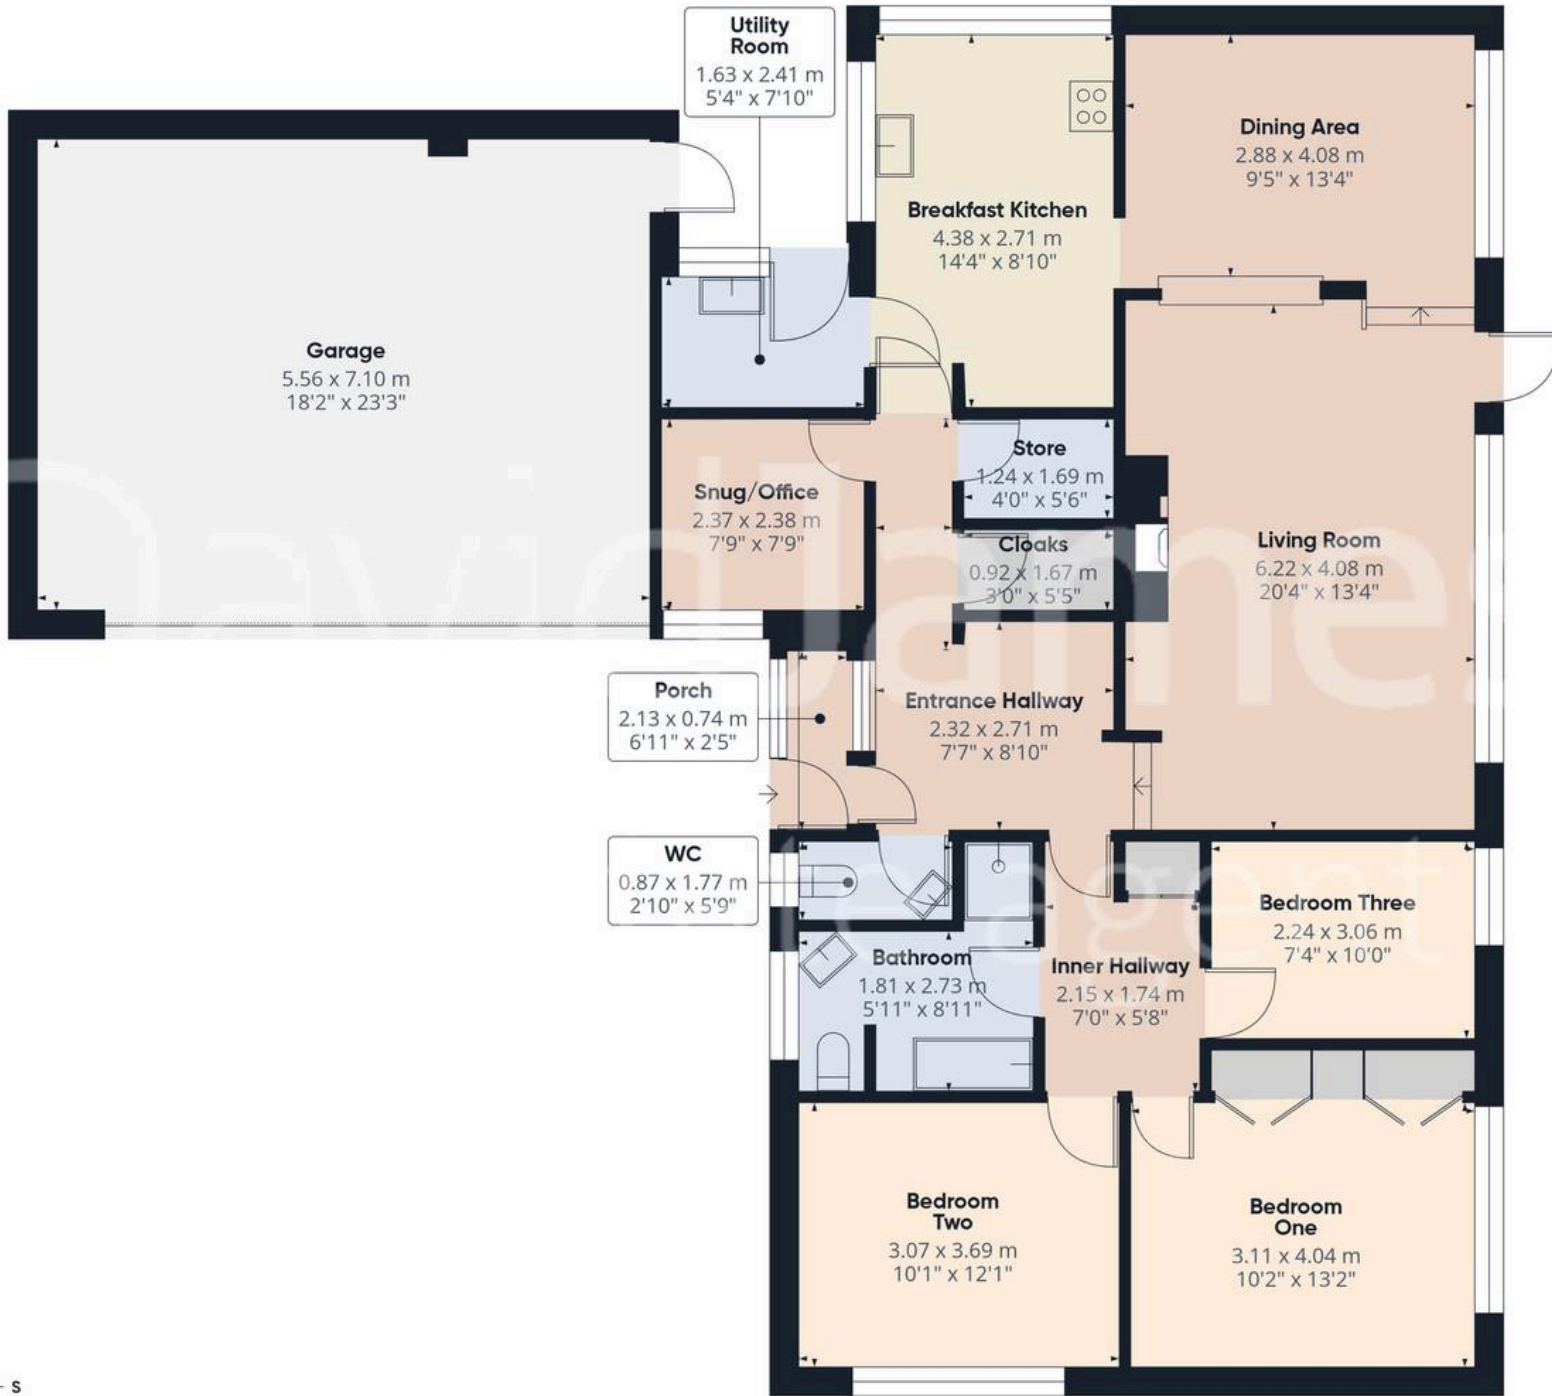 Utility
Room
1.63 x 2.41 m
5'4" x 7'10"
Dining Area
2.88 x 4.08 m
9'5" x 13'4"
Breakfast Kitchen
4.38 x 2.71 m
14'4" x 8'10"
Garage
5.56 x 7.10 m
18'2" x 23'3"
Store
1.24 x 1.69 m
4'0" x 5'6"
Snug/Office
2.37 x 2.38 m
7'9" x 7'9"
Cloaks
0.92 x 1.67 m
3'0" x 5'5"
Living Room
6.22 x 4.08 m
20'4" x 13'4"
David James
Porch
2.13 x 0.74 m
6'11" x 2'5"
Entrance Hallway
2.32 x 2.71 m
7'7" x 8'10"
WC
0.87 x 1.77 m
2'10" x 5'9"
agent
Bedroom Three
2.24 x 3.06 m
7'4" x 10'0"
Bathroom
1.81 x 2.73 m
5'11" x 8'11"
Inner Hallway
2.15 x 1.74 m
7'0" x 5'8"
Bedroom
Two
3.07 x 3.69 m
10'1" x 12'1"
Bedroom
One
3.11 x 4.04 m
10'2" x 13'2"
S